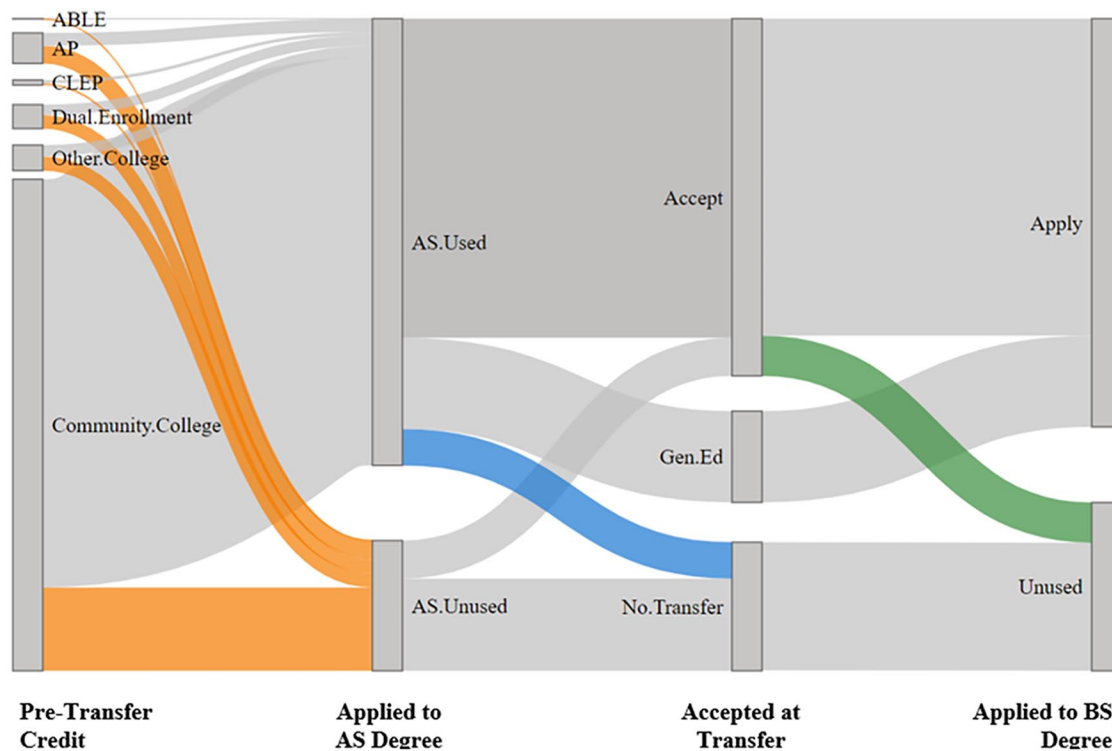 ABLE
AP
CLEP
Dual.Enrollment
Other.College
Community.College
AS.Used
AS.Unused
Accept
Gen.Ed
No.Transfer
Apply
Unused
Pre-Transfer
Credit
Applied to
AS Degree
Accepted at
Transfer
Applied to BS
Degree